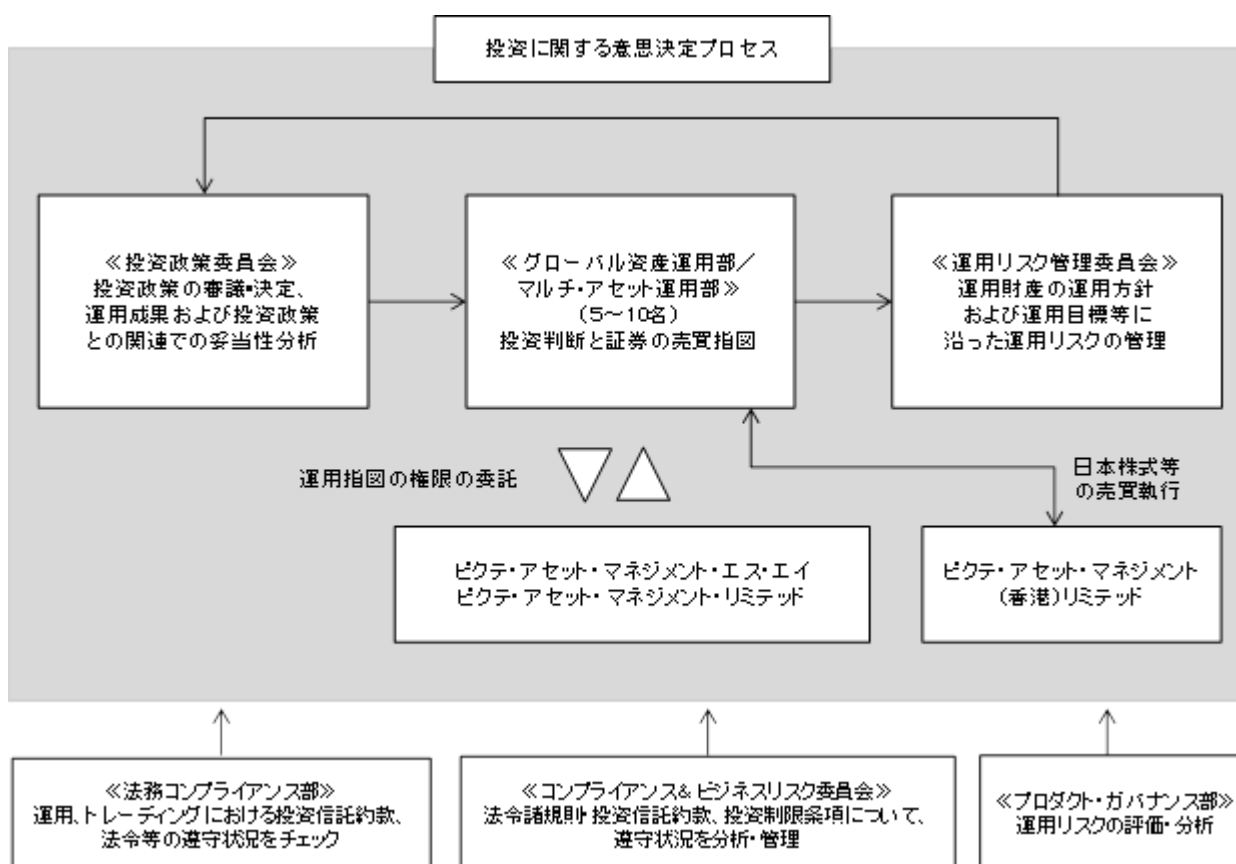 投資に関する意思決定プロセス
≪投資政策委員会≫
投資政策の審議・決定、
運用成果および投資政策
との関連での妥当性分析
≪グローバル資産運用部／
マルチ・アセット運用部≫
（5～10名）
投資判断と証券の売買指図
≪運用リスク管理委員会≫
運用財産の運用方針
および運用目標等に
沿った運用リスクの管理
運用指図の権限の委託
日本株式等
の売買執行
ピクテ・アセット・マネジメント・エス・エイ
ピクテ・アセット・マネジメント・リミテッド
ピクテ・アセット・マネジメント
（香港）リミテッド
≪法務コンプライアンス部≫
運用、トレーディングにおける投資信託約款、
法令等の遵守状況をチェック
≪コンプライアンス& ビジネスリスク委員会≫
法令諸規則・投資信託約款、投資制限条項について、
遵守状況を分析・管理
≪プロダクト・ガバナンス部≫
運用リスクの評価・分析